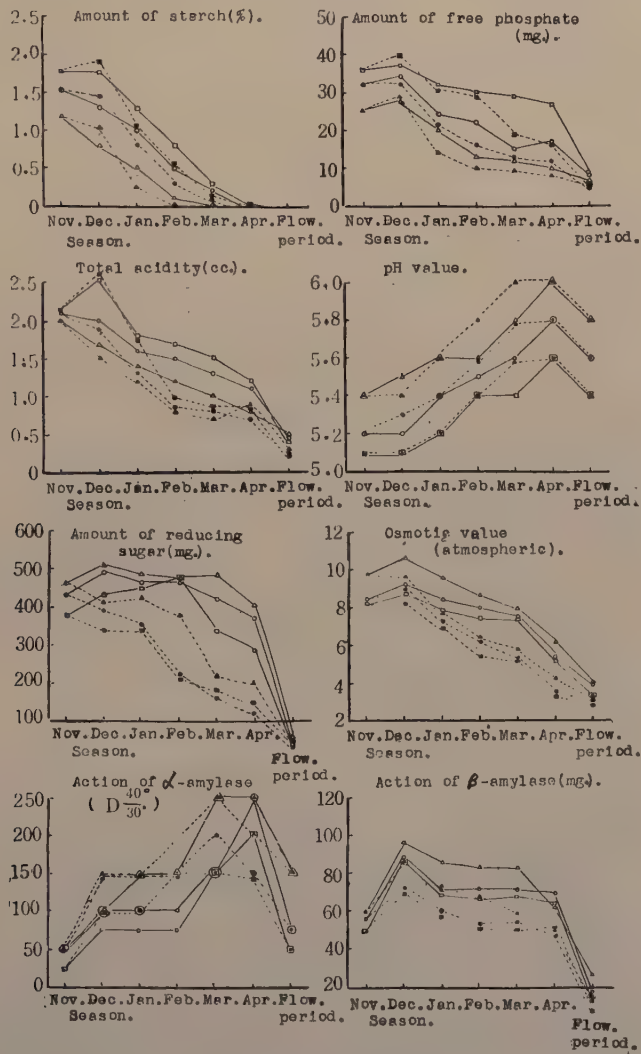 Amount of starch(%).
2.5
2.0
1.5
1.0
0.5
0
Nov. Dec. Jan. Feb. Mar. Apr. Flow.
Season. period.
Amount of free phosphate
(mg.).
50
40
30
20
10
0
Nov. Dec. Jan. Feb. Mar. Apr. Flow.
Season. period.
Total acidity(cc.).
2.5
2.0
1.5
1.0
0.5
0
Nov. Dec. Jan. Feb. Mar. Apr. Flow.
Season. period.
pH value.
6.0
5.8
5.6
5.4
5.2
5.0
Nov. Dec. Jan. Feb. Mar. Apr. Flow.
Season. period.
Amount of reducing
sugar(mg.).
600
500
400
300
200
100
Nov. Dec. Jan. Feb. Mar. Apr.
Season. Flow.
period.
Osmotic value
(atmospheric).
12
10
8
6
4
2
Nov. Dec. Jan. Feb. Mar. Apr. Flow.
Season. period.
Action of α-amylase
( D 40°/30'. )
250
200
150
100
50
0
Nov. Dec. Jan. Feb. Mar. Apr. Flow.
Season. period.
Action of β-amylase(mg.).
120
100
80
60
40
20
Nov. Dec. Jan. Feb. Mar. Apr.
Season. Flow.
period.